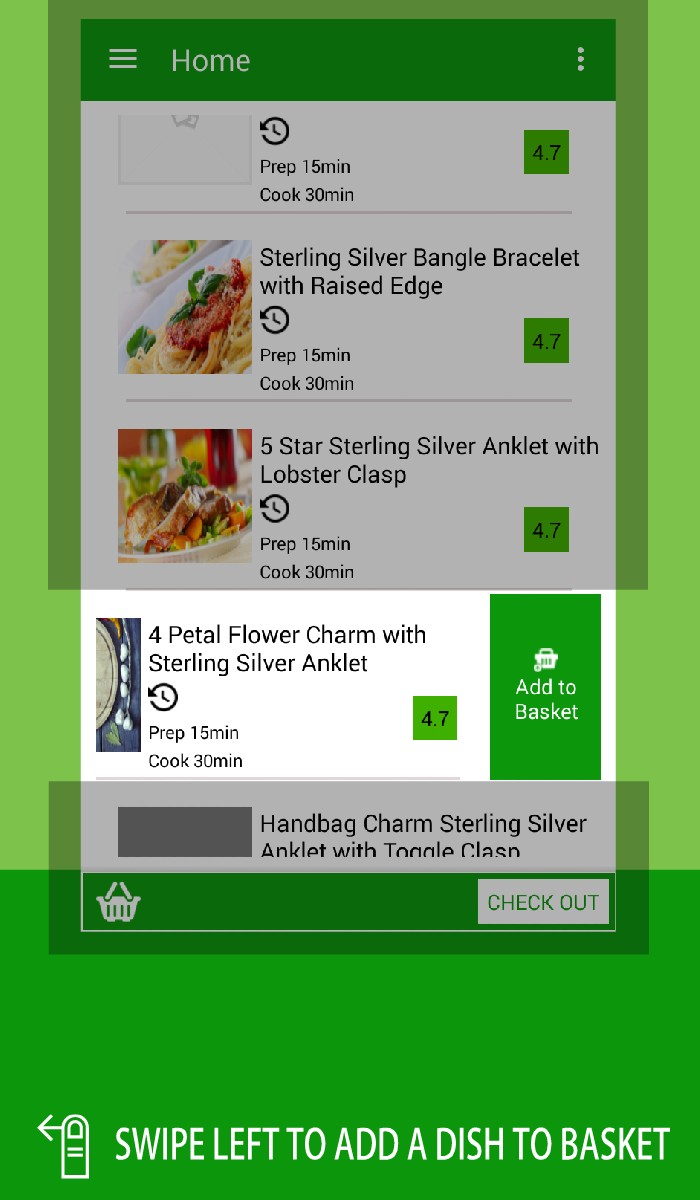 Home
4.7
Prep 15min
Cook 30min
Sterling Silver Bangle Bracelet
with Raised Edge
4.7
Prep 15min
Cook 30min
5 Star Sterling Silver Anklet with
Lobster Clasp
4.7
Prep 15min
Cook 30min
4 Petal Flower Charm with
Sterling Silver Anklet
4.7
Prep 15min
Cook 30min
Add to
Basket
Handbag Charm Sterling Silver
Anklet with Toggle Clasp
CHECK OUT
SWIPE LEFT TO ADD A DISH TO BASKET